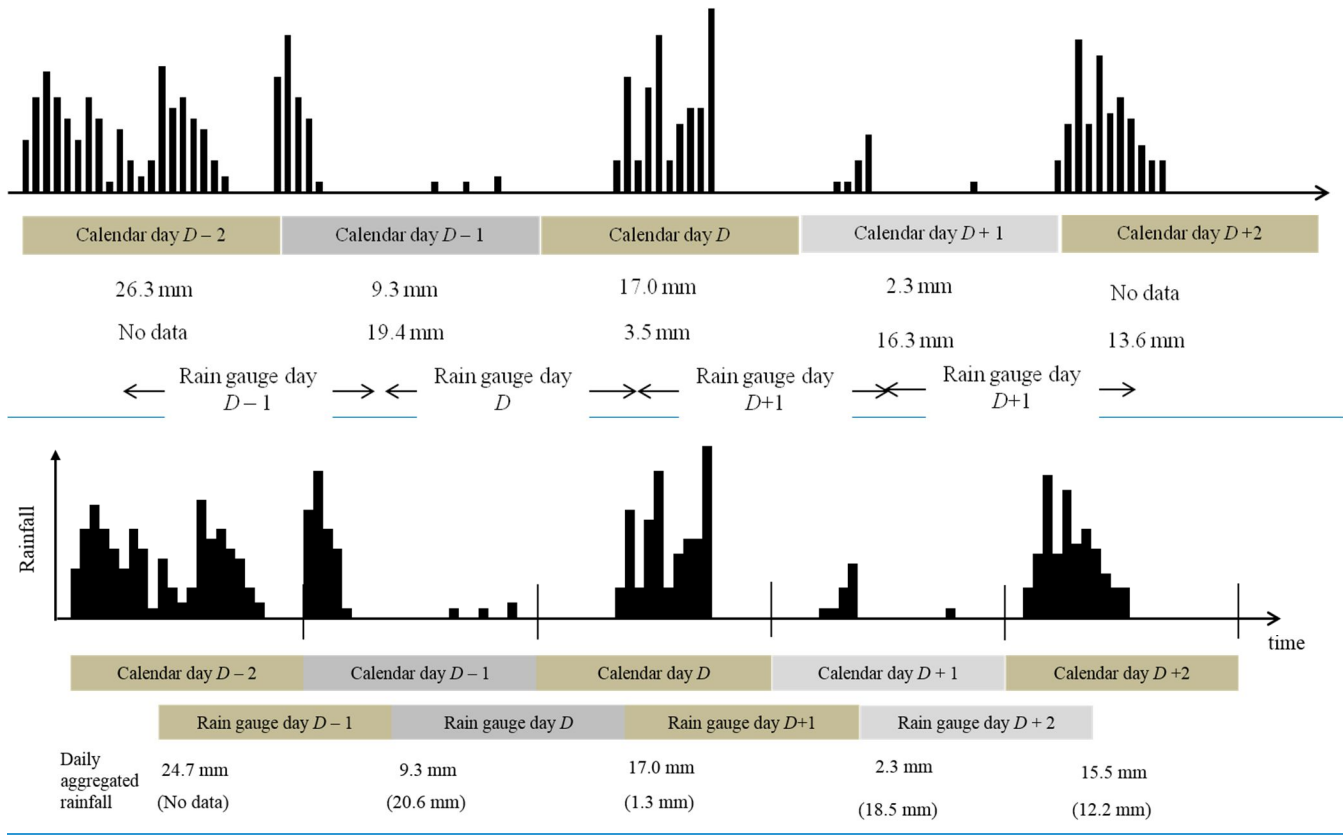 Calendar day D – 2 Calendar day D – 1 Calendar day D Calendar day D + 1 Calendar day D +2
26.3 mm 9.3 mm 17.0 mm 2.3 mm No data
No data 19.4 mm 3.5 mm 16.3 mm 13.6 mm
Rain gauge day D – 1
Rain gauge day D
Rain gauge day D+1
Rain gauge day D+1
Rainfall
time
Calendar day D – 2 Calendar day D – 1 Calendar day D Calendar day D + 1 Calendar day D +2
Rain gauge day D – 1 Rain gauge day D Rain gauge day D+1 Rain gauge day D + 2
Daily
aggregated
rainfall
24.7 mm 9.3 mm 17.0 mm 2.3 mm 15.5 mm
(No data) (20.6 mm) (1.3 mm) (18.5 mm) (12.2 mm)